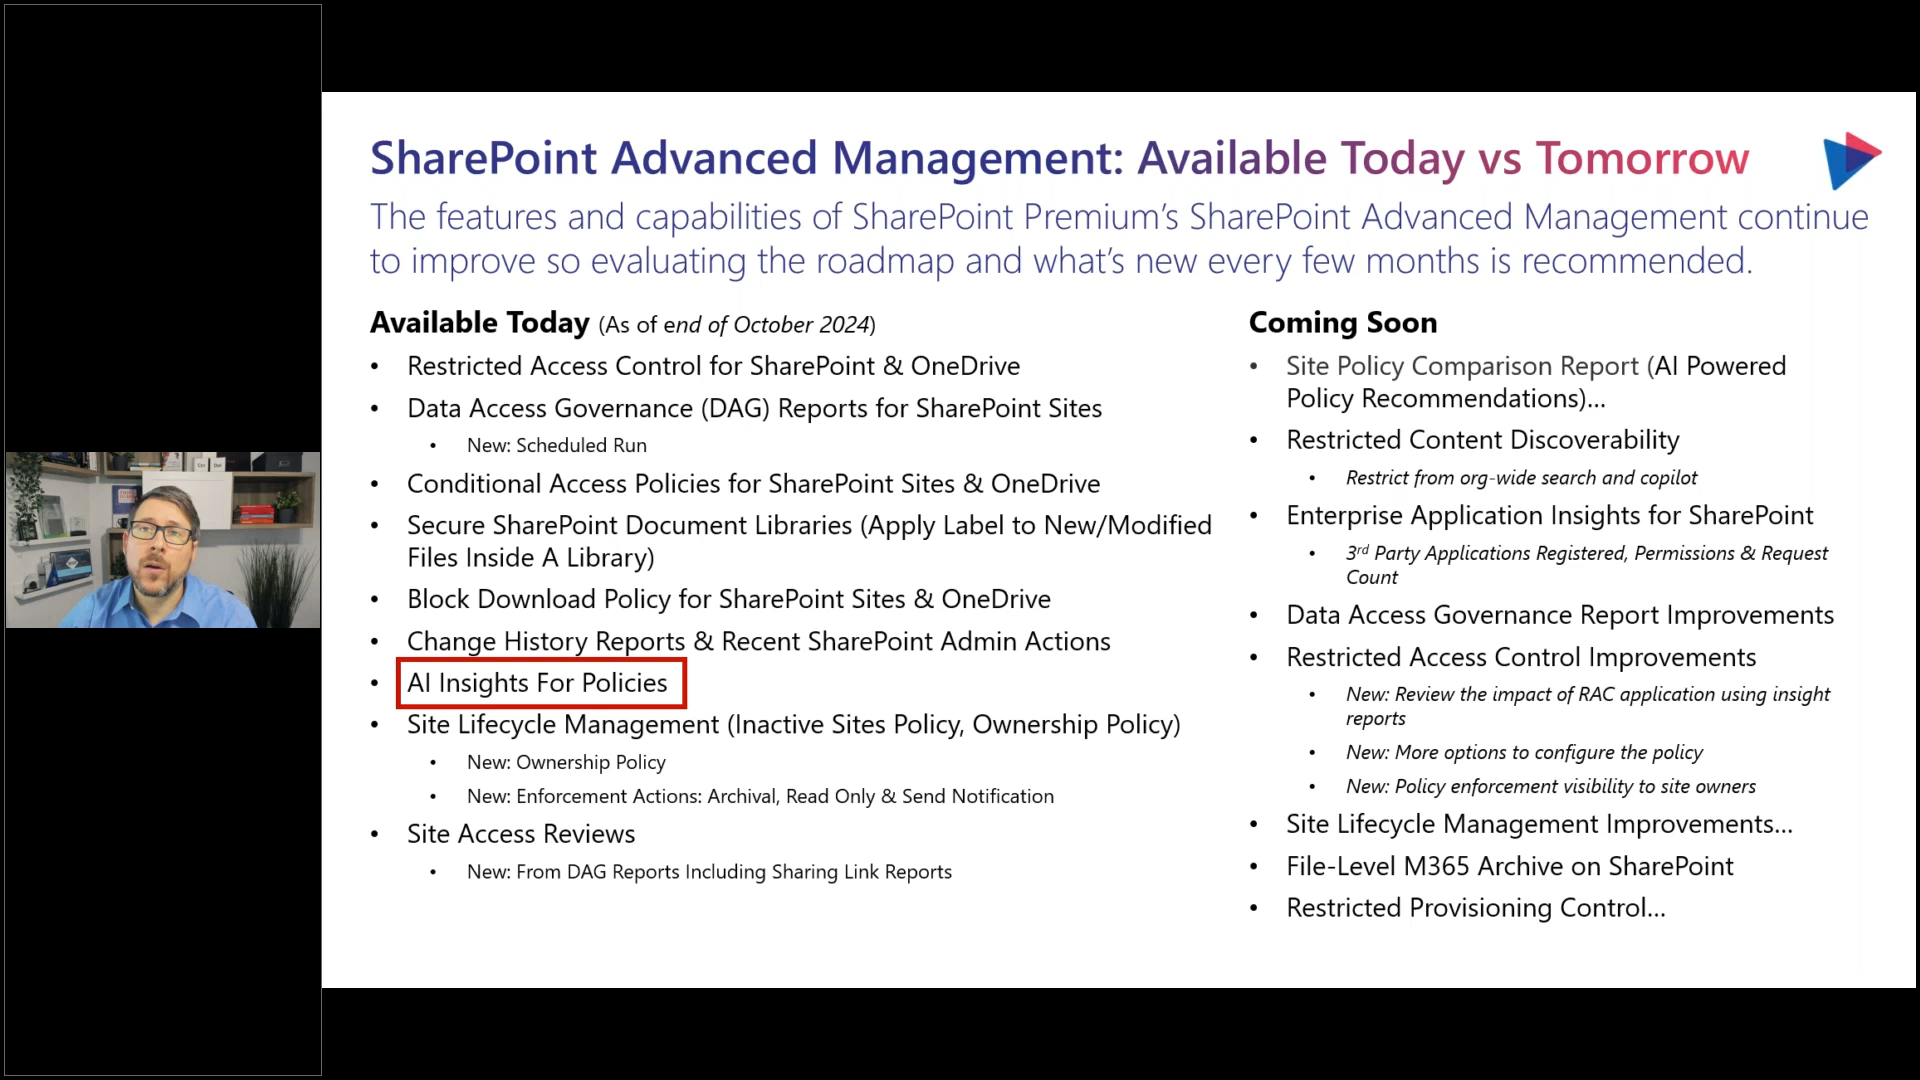 SharePoint Advanced Management: Available Today vs Tomorrow
The features and capabilities of SharePoint Premium’s SharePoint Advanced Management continue
to improve so evaluating the roadmap and what’s new every few months is recommended.
Available Today (As of end of October 2024)
• Restricted Access Control for SharePoint & OneDrive
• Data Access Governance (DAG) Reports for SharePoint Sites
• New: Scheduled Run
• Conditional Access Policies for SharePoint Sites & OneDrive
• Secure SharePoint Document Libraries (Apply Label to New/Modified
Files Inside A Library)
• Block Download Policy for SharePoint Sites & OneDrive
• Change History Reports & Recent SharePoint Admin Actions
• AI Insights For Policies
• Site Lifecycle Management (Inactive Sites Policy, Ownership Policy)
• New: Ownership Policy
• New: Enforcement Actions: Archival, Read Only & Send Notification
• Site Access Reviews
• New: From DAG Reports Including Sharing Link Reports
Coming Soon
• Site Policy Comparison Report (AI Powered
Policy Recommendations)...
• Restricted Content Discoverability
• Restrict from org-wide search and copilot
• Enterprise Application Insights for SharePoint
• 3rd Party Applications Registered, Permissions & Request
Count
• Data Access Governance Report Improvements
• Restricted Access Control Improvements
• New: Review the impact of RAC application using insight
reports
• New: More options to configure the policy
• New: Policy enforcement visibility to site owners
• Site Lifecycle Management Improvements...
• File-Level M365 Archive on SharePoint
• Restricted Provisioning Control...